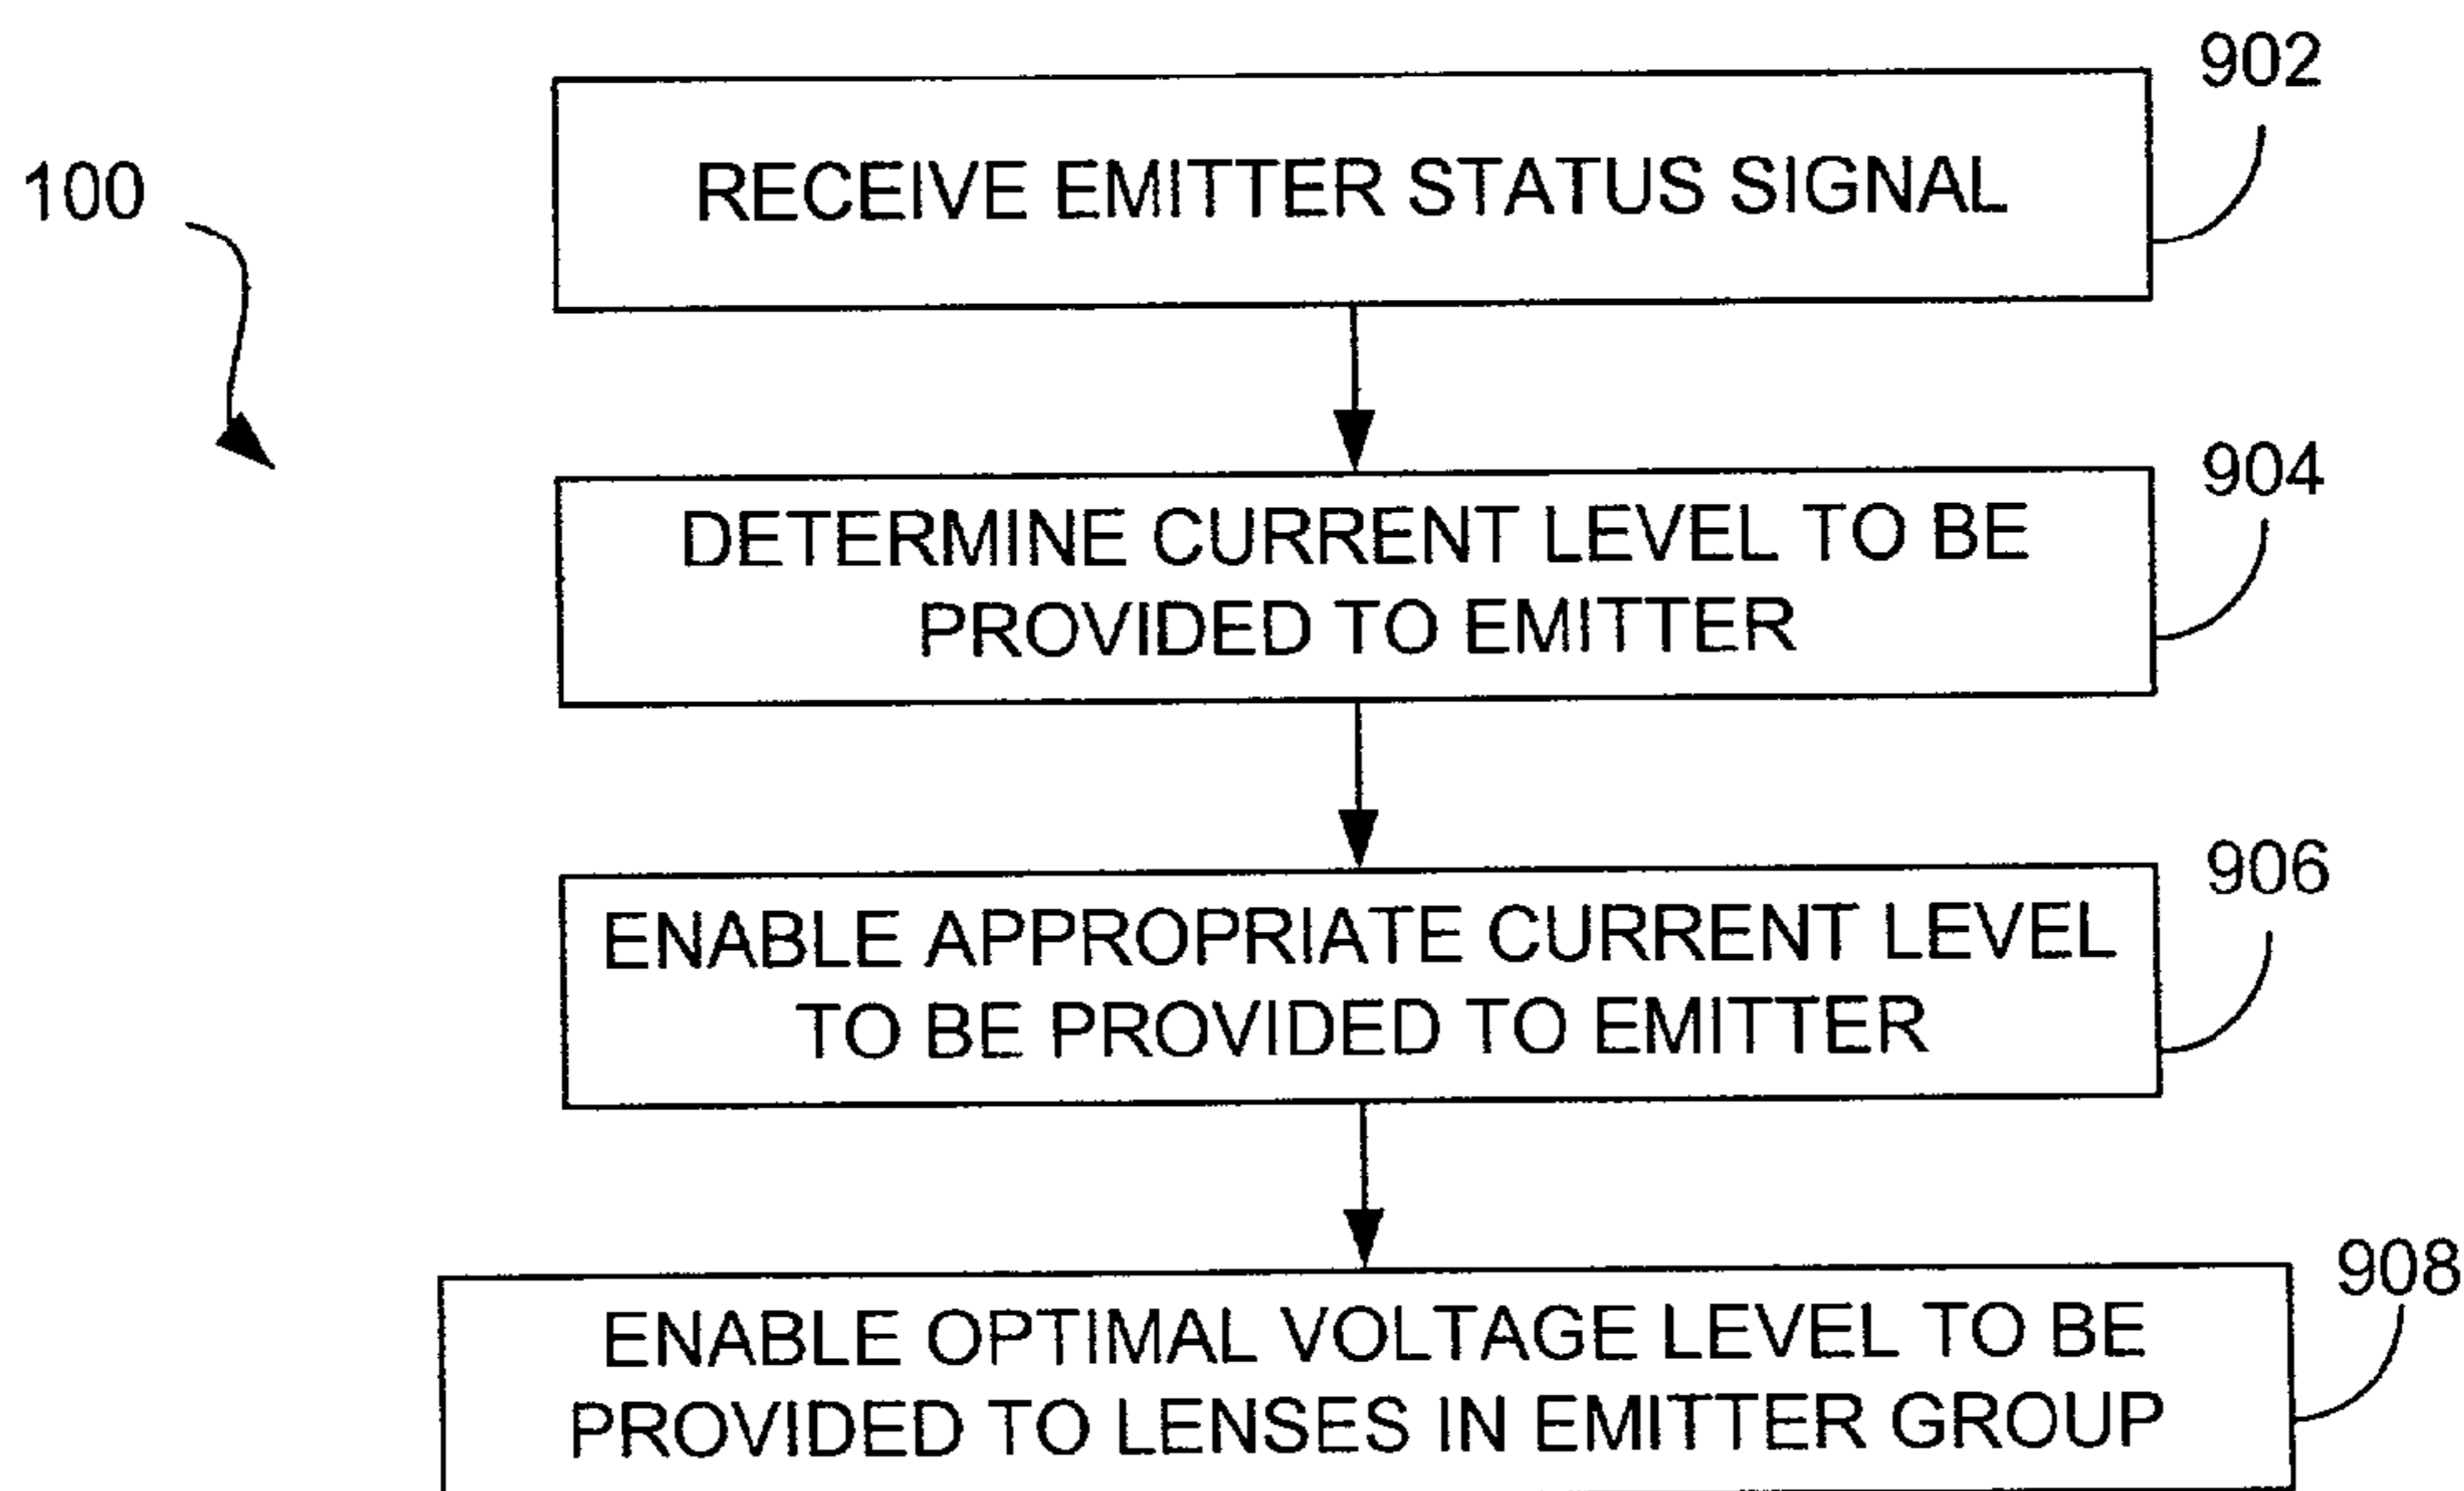 902
100
RECEIVE EMITTER STATUS SIGNAL
904
DETERMINE CURRENT LEVEL TO BE
PROVIDED TO EMITTER
906
ENABLE APPROPRIATE CURRENT LEVEL
TO BE PROVIDED TO EMITTER
908
ENABLE OPTIMAL VOLTAGE LEVEL TO BE
PROVIDED TO LENSES IN EMITTER GROUP